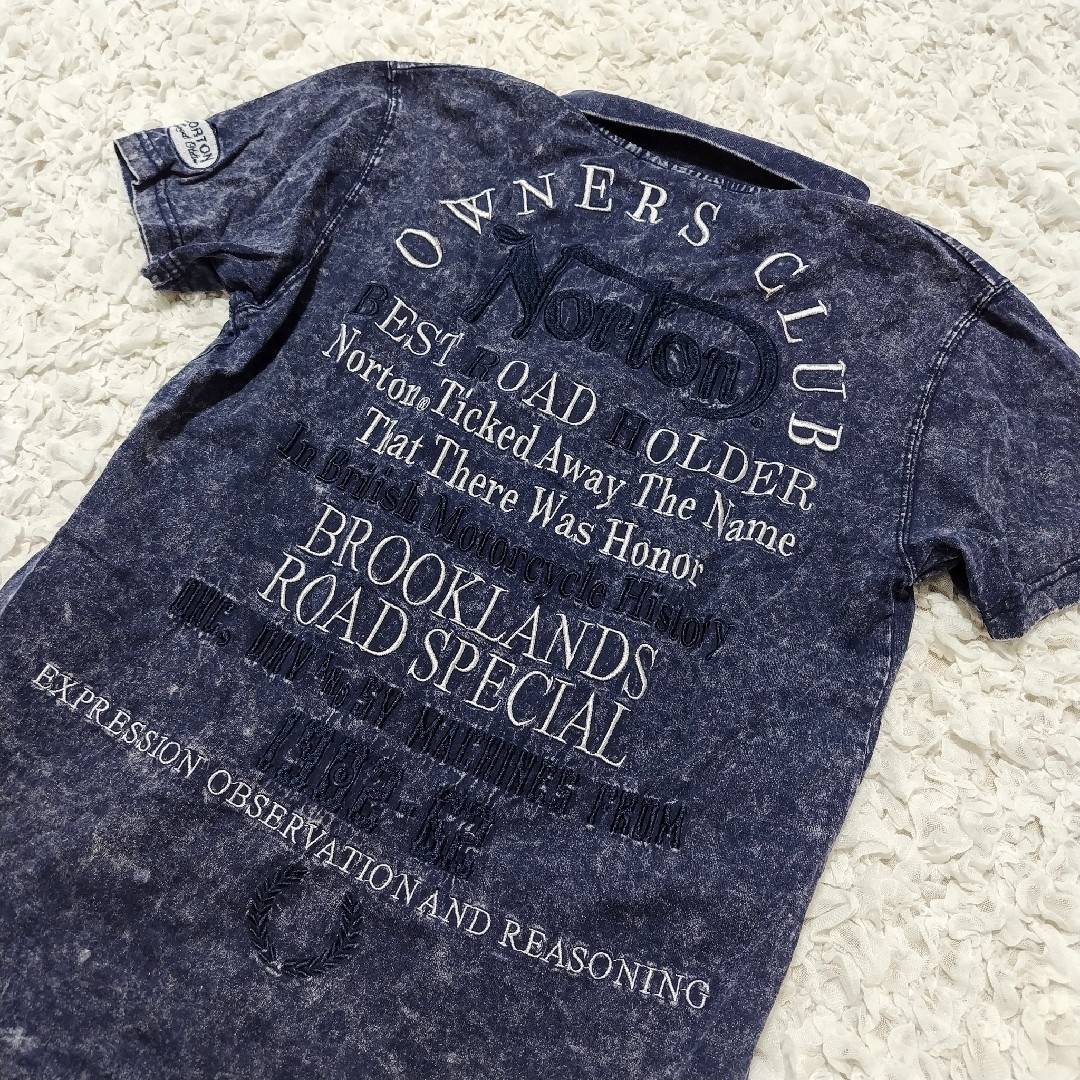 NORTON
OWNERS CLUB
Norton
BEST ROAD HOLDER
Norton® Ticked Away The Name
That There Was Honor
In British Motorcycle History
BROOKLANDS
ROAD SPECIAL
MACHINES FROM
EXPRESSION OBSERVATION AND REASONING